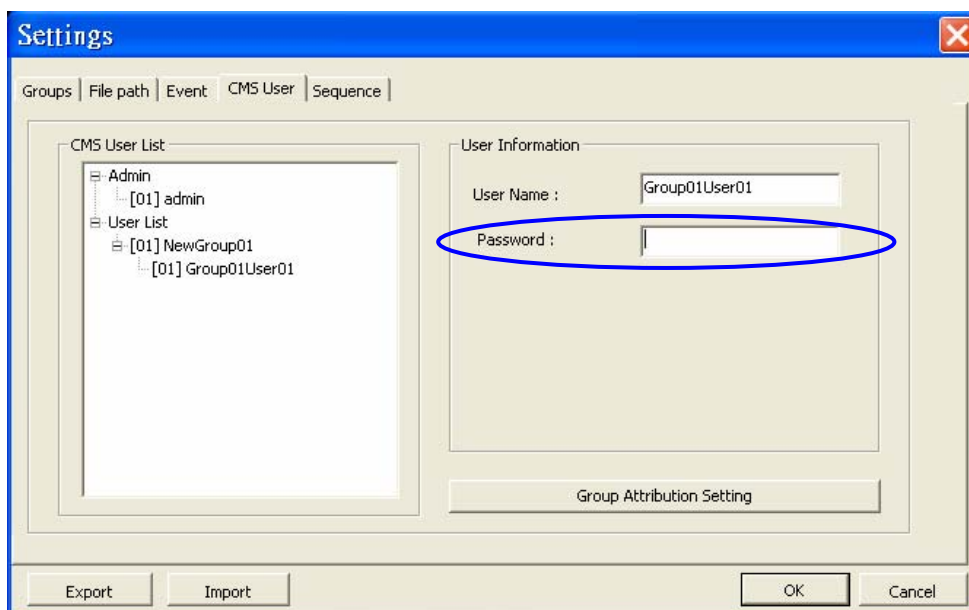 Settings
Groups File path Event CMS User Sequence
CMS User List
Admin
[01] admin
User List
[01] NewGroup01
[01] Group01User01
User Information
User Name :
Group01User01
Password :
Group Attribution Setting
Export
Import
OK
Cancel